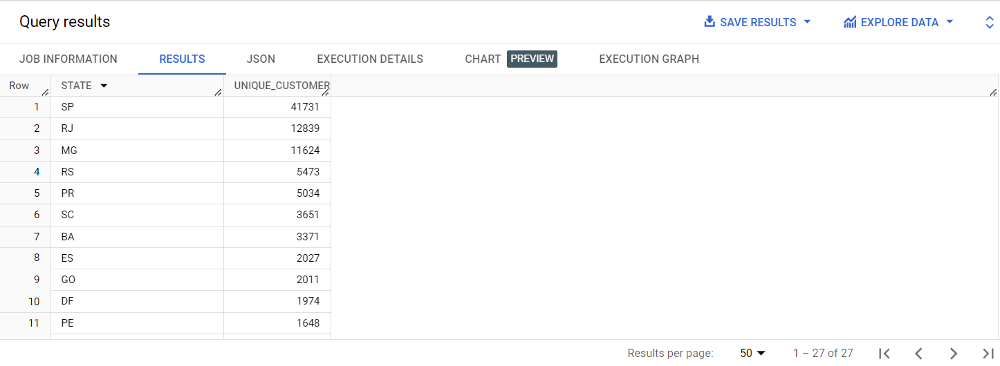 Query results SAVE RESULTS EXPLORE DATA
JOB INFORMATION RESULTS JSON EXECUTION DETAILS CHART PREVIEW EXECUTION GRAPH
Row STATE UNIQUE_CUSTOMER
1 SP 41731
2 RJ 12839
3 MG 11624
4 RS 5473
5 PR 5034
6 SC 3651
7 BA 3371
8 ES 2027
9 GO 2011
10 DF 1974
11 PE 1648
Results per page: 50 1 – 27 of 27